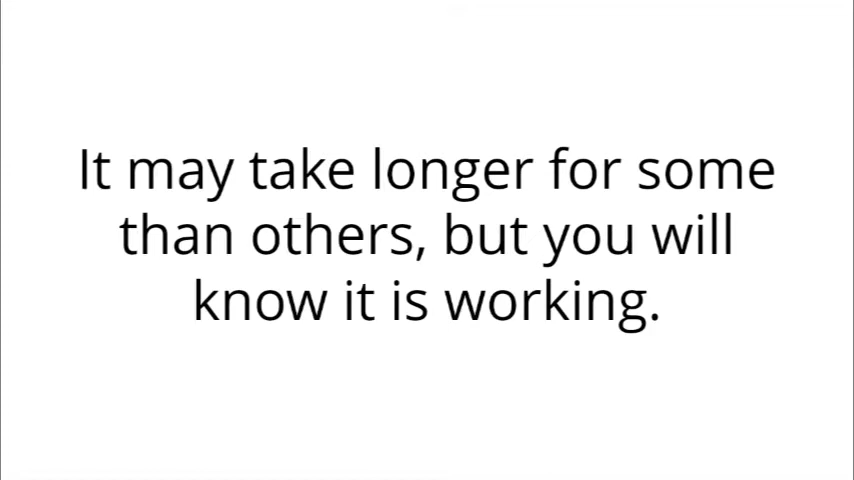 It may take longer for some
than others, but you will
know it is working.